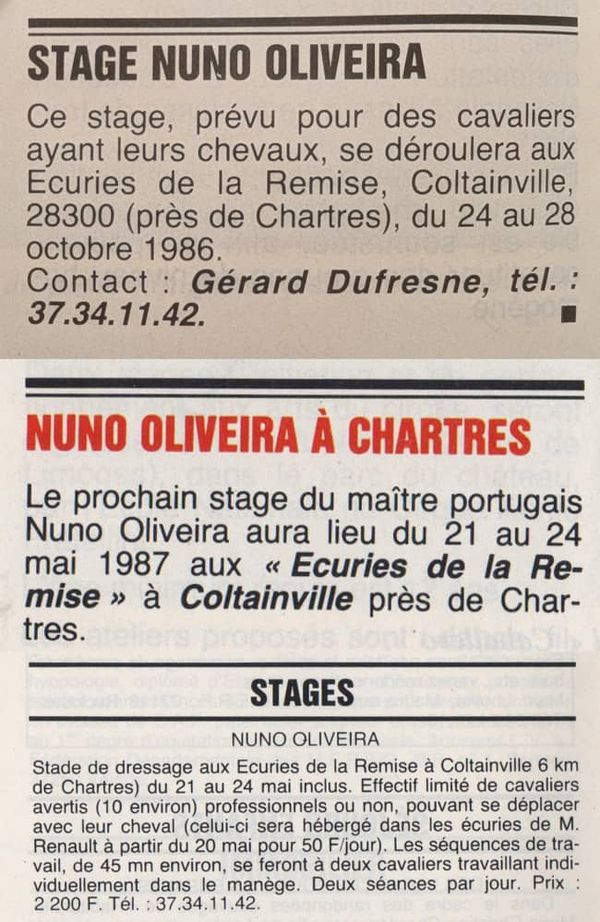 STAGE NUNO OLIVEIRA
Ce stage, prévu pour des cavaliers
ayant leurs chevaux, se déroulera aux
Ecuries de la Remise, Coltainville,
28300 (près de Chartres), du 24 au 28
octobre 1986.
Contact : Gérard Dufresne, tél. :
37.34.11.42. ■
NUNO OLIVEIRA À CHARTRES
Le prochain stage du maître portugais
Nuno Oliveira aura lieu du 21 au 24
mai 1987 aux « Ecuries de la Re-
mise » à Coltainville près de Char-
tres.
STAGES
NUNO OLIVEIRA
Stade de dressage aux Ecuries de la Remise à Coltainville 6 km
de Chartres) du 21 au 24 mai inclus. Effectif limité de cavaliers
avertis (10 environ) professionnels ou non, pouvant se déplacer
avec leur cheval (celui-ci sera hébergé dans les écuries de M.
Renault à partir du 20 mai pour 50 F/jour). Les séquences de tra-
vail, de 45 mn environ, se feront à deux cavaliers travaillant indi-
viduellement dans le manège. Deux séances par jour. Prix :
2 200 F. Tél. : 37.34.11.42.